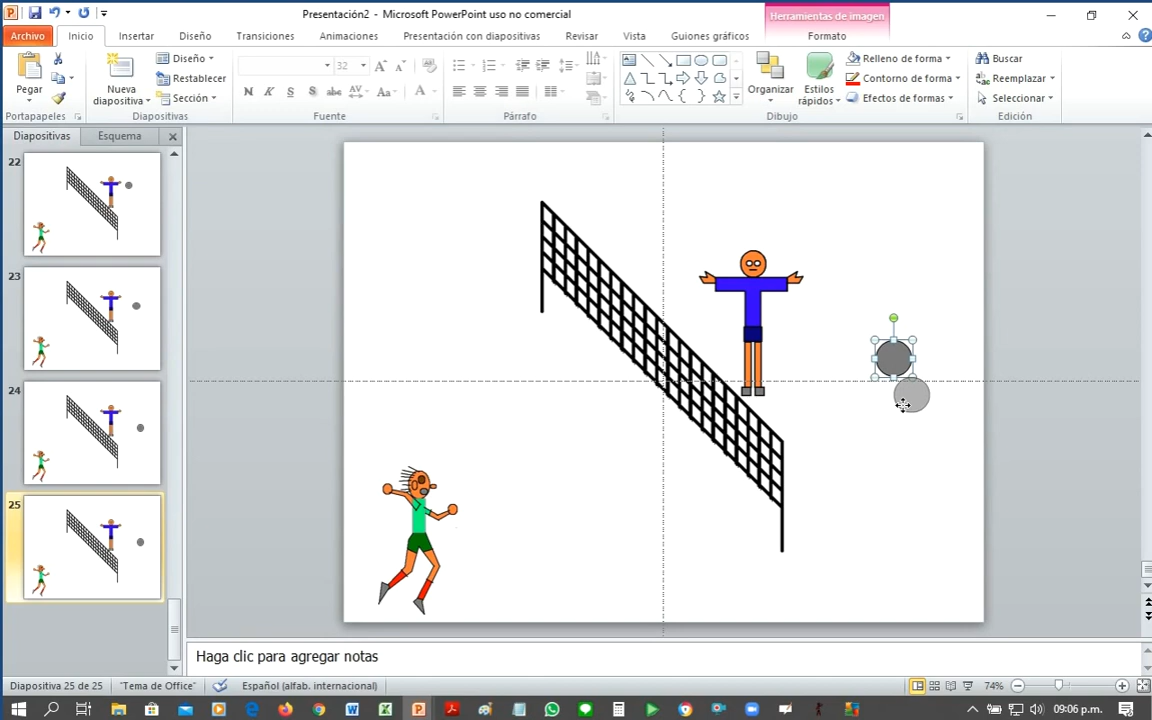 Presentación2 - Microsoft PowerPoint uso no comercial
Herramientas de imagen
Archivo Inicio Insertar Diseño Transiciones Animaciones Presentación con diapositivas Revisar Vista Guiones gráficos Formato
Pegar
Portapapeles
Nueva diapositiva
Diseño
Restablecer
Sección
Diapositivas
32
N K S S abc AV Aa A
Fuente
Párrafo
Organizar
Estilos rápidos
Relleno de forma
Contorno de forma
Efectos de formas
Dibujo
Buscar
Reemplazar
Seleccionar
Edición
Diapositivas Esquema
22
23
24
25
Haga clic para agregar notas
Diapositiva 25 de 25 "Tema de Office" Español (alfab. internacional) 74%
09:06 p.m.